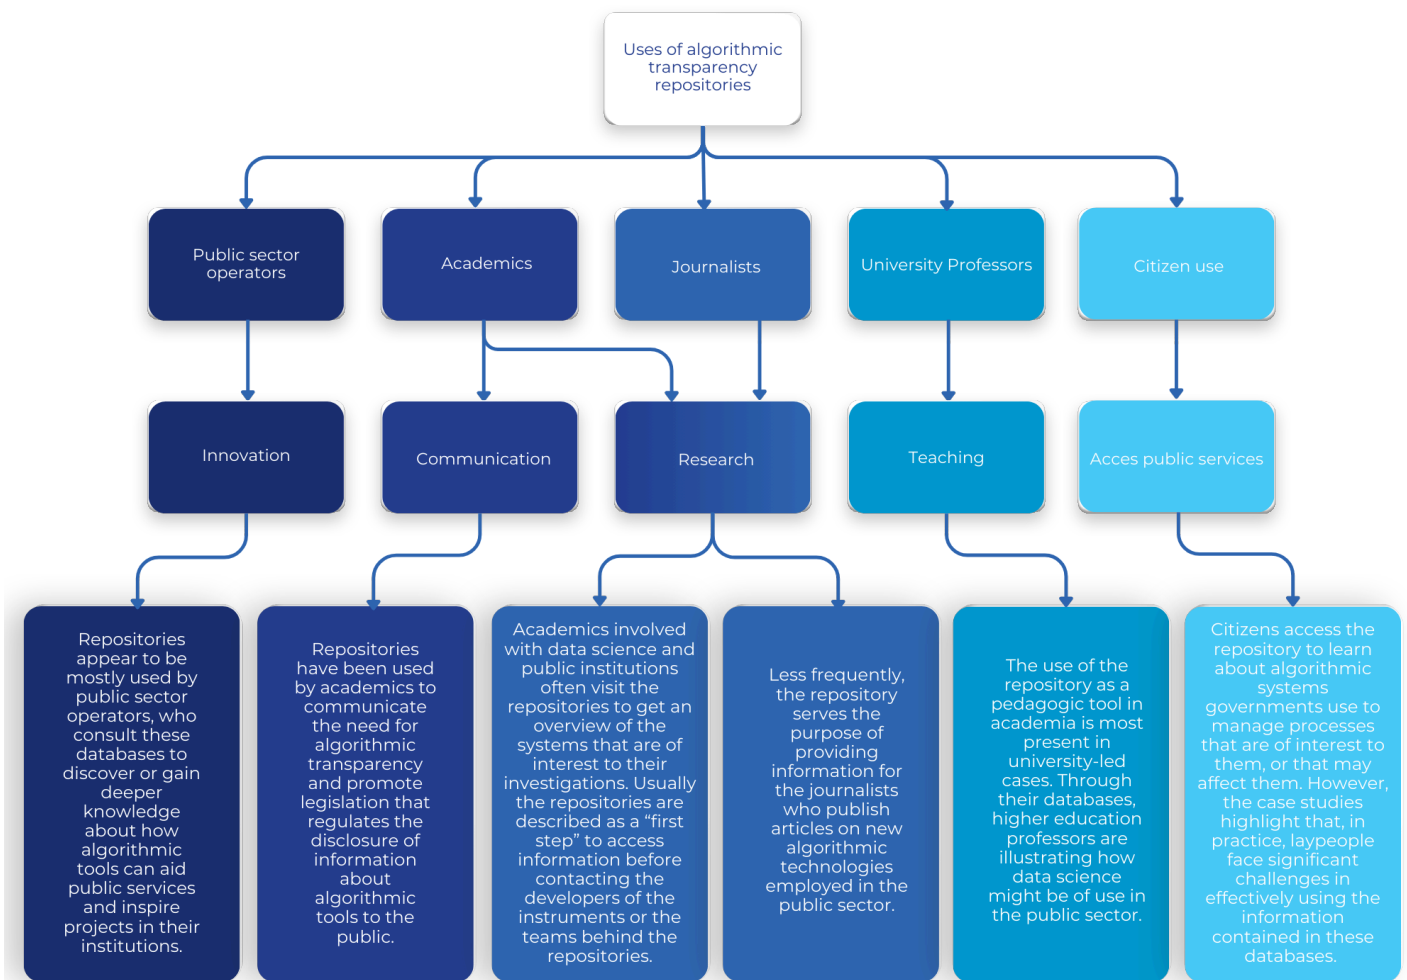 Uses of algorithmic
transparency
repositories
Public sector
operators
Academics
Journalists
University Professors
Citizen use
Innovation
Communication
Research
Teaching
Acces public services
Repositories
appear to be
mostly used by
public sector
operators, who
consult these
databases to
discover or gain
deeper
knowledge
about how
algorithmic
tools can aid
public services
and inspire
projects in their
institutions.
Repositories
have been used
by academics to
communicate
the need for
algorithmic
transparency
and promote
legislation that
regulates the
disclosure of
information
about
algorithmic
tools to the
public.
Academics involved
with data science and
public institutions
often visit the
repositories to get an
overview of the
systems that are of
interest to their
investigations. Usually
the repositories are
described as a “first
step” to access
information before
contacting the
developers of the
instruments or the
teams behind the
repositories.
Less frequently,
the repository
serves the
purpose of
providing
information for
the journalists
who publish
articles on new
algorithmic
technologies
employed in the
public sector.
The use of the
repository as a
pedagogic tool in
academia is most
present in
university-led
cases. Through
their databases,
higher education
professors are
illustrating how
data science
might be of use in
the public sector.
Citizens access the
repository to learn
about algorithmic
systems
governments use to
manage processes
that are of interest to
them, or that may
affect them. However,
the case studies
highlight that, in
practice, laypeople
face significant
challenges in
effectively using the
information
contained in these
databases.